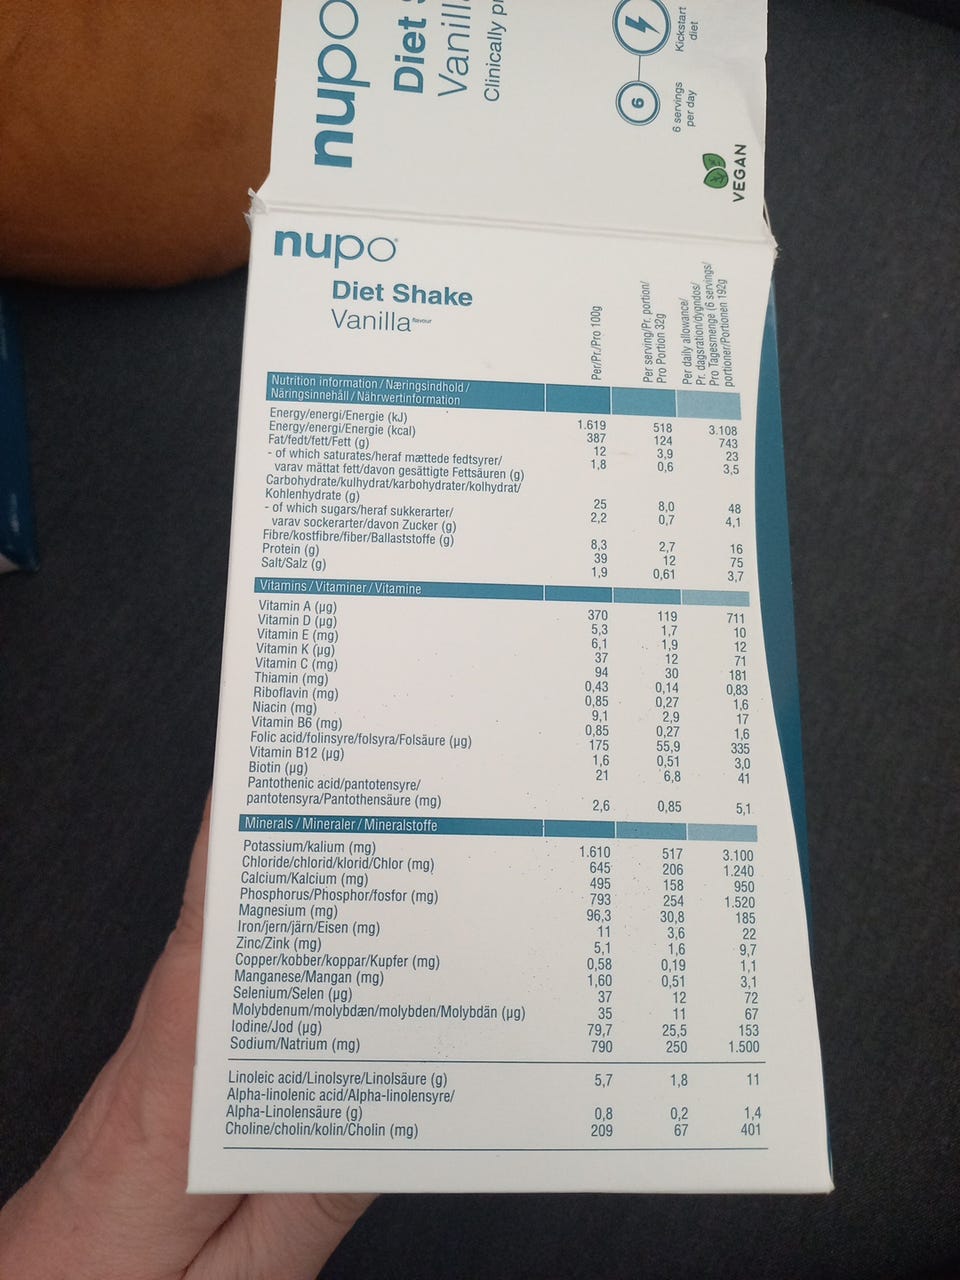 nupo
Diet
Vanill
Clinically
6
6 servings
per day
Kickstart
diet
VEGAN
nupo®
Diet Shake
Vanilla flavour
Per/Pr./Pro 100g
Per serving/Pr. portion/
Pro Portion 32g
Per daily allowance/
Pr. dagsration/dygndos/
Pro Tagesmenge (6 servings/
portioner/Portionen 192g
Nutrition information / Næringsindhold /
Näringsinnehåll / Nährwertinformation
Energy/energi/Energie (kJ) 1.619 518 3.108
Energy/energi/Energie (kcal) 387 124 743
Fat/fedt/fett/Fett (g) 12 3,9 23
- of which saturates/heraf mættede fedtsyrer/
varav mättat fett/davon gesättigte Fettsäuren (g) 1,8 0,6 3,5
Carbohydrate/kulhydrat/karbohydrater/kolhydrat/
Kohlenhydrate (g) 25 8,0 48
- of which sugars/heraf sukkerarter/
varav sockerarter/davon Zucker (g) 2,2 0,7 4,1
Fibre/kostfibre/fiber/Ballaststoffe (g) 8,3 2,7 16
Protein (g) 39 12 75
Salt/Salz (g) 1,9 0,61 3,7
Vitamins / Vitaminer / Vitamine
Vitamin A (µg) 370 119 711
Vitamin D (µg) 5,3 1,7 10
Vitamin E (mg) 6,1 1,9 12
Vitamin K (µg) 37 12 71
Vitamin C (mg) 94 30 181
Thiamin (mg) 0,43 0,14 0,83
Riboflavin (mg) 0,85 0,27 1,6
Niacin (mg) 9,1 2,9 17
Vitamin B6 (mg) 0,85 0,27 1,6
Folic acid/folinsyre/folsyra/Folsäure (µg) 175 55,9 335
Vitamin B12 (µg) 1,6 0,51 3,0
Biotin (µg) 21 6,8 41
Pantothenic acid/pantotensyre/
pantotensyra/Pantothensäure (mg) 2,6 0,85 5,1
Minerals / Mineraler / Mineralstoffe
Potassium/kalium (mg) 1.610 517 3.100
Chloride/chlorid/klorid/Chlor (mg) 645 206 1.240
Calcium/Kalcium (mg) 495 158 950
Phosphorus/Phosphor/fosfor (mg) 793 254 1.520
Magnesium (mg) 96,3 30,8 185
Iron/jern/järn/Eisen (mg) 11 3,6 22
Zinc/Zink (mg) 5,1 1,6 9,7
Copper/kobber/koppar/Kupfer (mg) 0,58 0,19 1,1
Manganese/Mangan (mg) 1,60 0,51 3,1
Selenium/Selen (µg) 37 12 72
Molybdenum/molybdæn/molybden/Molybdän (µg) 35 11 67
Iodine/Jod (µg) 79,7 25,5 153
Sodium/Natrium (mg) 790 250 1.500
Linoleic acid/Linolsyre/Linolsäure (g) 5,7 1,8 11
Alpha-linolenic acid/Alpha-linolensyre/
Alpha-Linolensäure (g) 0,8 0,2 1,4
Choline/cholin/kolin/Cholin (mg) 209 67 401